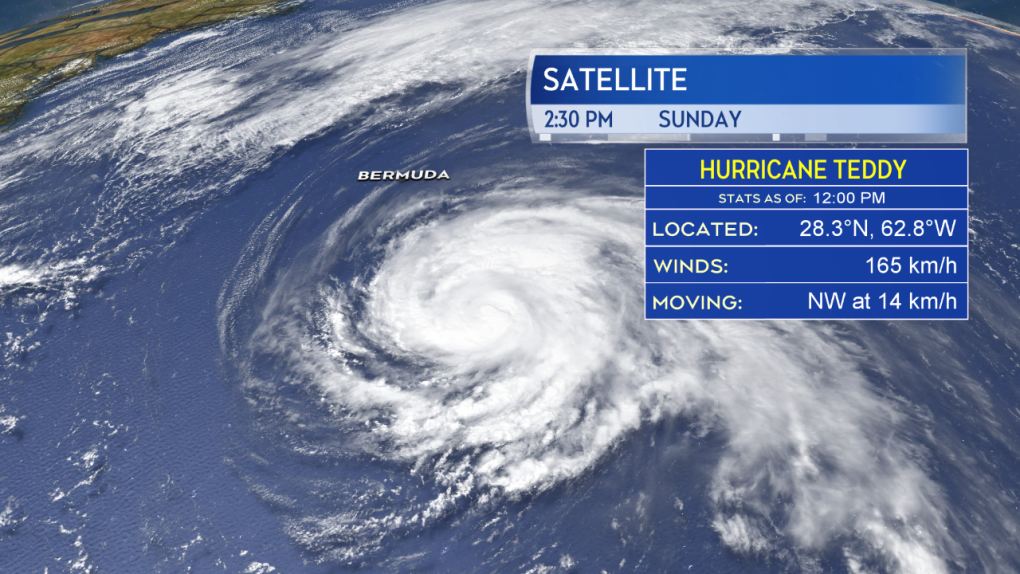 SATELLITE
2:30 PM SUNDAY
BERMUDA
HURRICANE TEDDY
STATS AS OF: 12:00 PM
LOCATED: 28.3°N, 62.8°W
WINDS: 165 km/h
MOVING: NW at 14 km/h